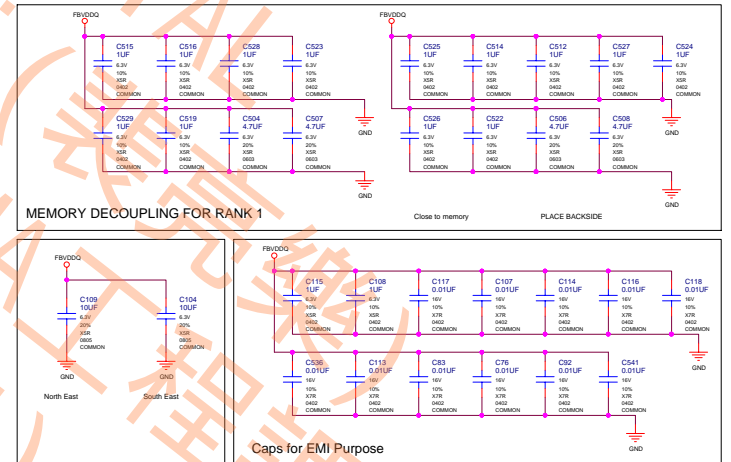 FBVDDQ
C515 C516 C528 C523
1UF 1UF 1UF 1UF
6.3V 6.3V 6.3V 6.3V
10% 10% 10% 10%
X5R X5R X5R X5R
0402 0402 0402 0402
COMMON COMMON COMMON COMMON
GND
C529 C519 C504 C507
1UF 1UF 4.7UF 4.7UF
6.3V 6.3V 6.3V 6.3V
10% 10% 20% 20%
X5R X5R X5R X5R
0402 0402 0603 0603
COMMON COMMON COMMON COMMON
GND
MEMORY DECOUPLING FOR RANK 1
FBVDDQ
C525 C514 C512 C527 C524
1UF 1UF 1UF 1UF 1UF
6.3V 6.3V 6.3V 6.3V 6.3V
10% 10% 10% 10% 10%
X5R X5R X5R X5R X5R
0402 0402 0402 0402 0402
COMMON COMMON COMMON COMMON COMMON
GND
C526 C522 C506 C508
1UF 1UF 4.7UF 4.7UF
6.3V 6.3V 6.3V 6.3V
10% 10% 20% 20%
X5R X5R X5R X5R
0402 0402 0603 0603
COMMON COMMON COMMON COMMON
GND
Close to memory PLACE BACKSIDE
FBVDDQ
C109 C104
10UF 10UF
6.3V 6.3V
20% 20%
X5R X5R
0805 0805
COMMON COMMON
GND GND
North East South East
FBVDDQ
C115 C108 C117 C107 C114 C116 C118
1UF 1UF 0.01UF 0.01UF 0.01UF 0.01UF 0.01UF
6.3V 6.3V 16V 16V 16V 16V 16V
10% 10% 10% 10% 10% 10% 10%
X5R X5R X7R X7R X7R X7R X7R
0402 0402 0402 0402 0402 0402 0402
COMMON COMMON COMMON COMMON COMMON COMMON COMMON
GND
C536 C113 C83 C76 C92 C541
0.01UF 0.01UF 0.01UF 0.01UF 0.01UF 0.01UF
16V 16V 16V 16V 16V 16V
10% 10% 10% 10% 10% 10%
X7R X7R X7R X7R X7R X7R
0402 0402 0402 0402 0402 0402
COMMON COMMON COMMON COMMON COMMON COMMON
GND
Caps for EMI Purpose